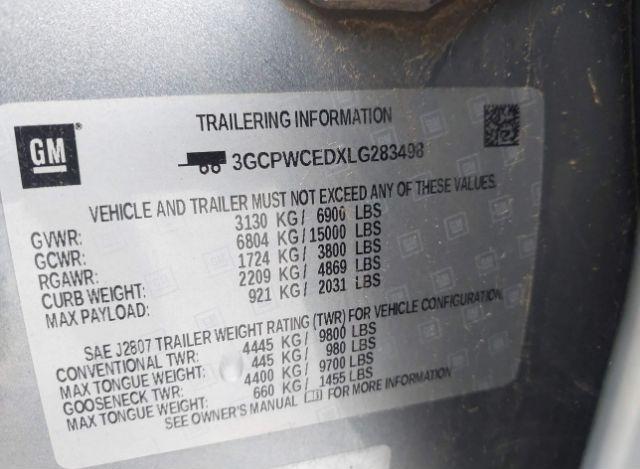 TRAILERING INFORMATION
GM
3GCPWCEDXLG283498
VEHICLE AND TRAILER MUST NOT EXCEED ANY OF THESE VALUES.
GVWR: 3130 KG/ 6900 LBS
GCWR: 6804 KG/15000 LBS
RGAWR: 1724 KG/ 3800 LBS
CURB WEIGHT: 2209 KG/ 4869 LBS
MAX PAYLOAD: 921 KG/ 2031 LBS
SAE J2807 TRAILER WEIGHT RATING (TWR) FOR VEHICLE CONFIGURATION
CONVENTIONAL TWR: 4445 KG/ 9800 LBS
MAX TONGUE WEIGHT: 445 KG/ 980 LBS
GOOSENECK TWR: 4400 KG/ 9700 LBS
MAX TONGUE WEIGHT: 660 KG/ 1455 LBS
SEE OWNER'S MANUAL FOR MORE INFORMATION